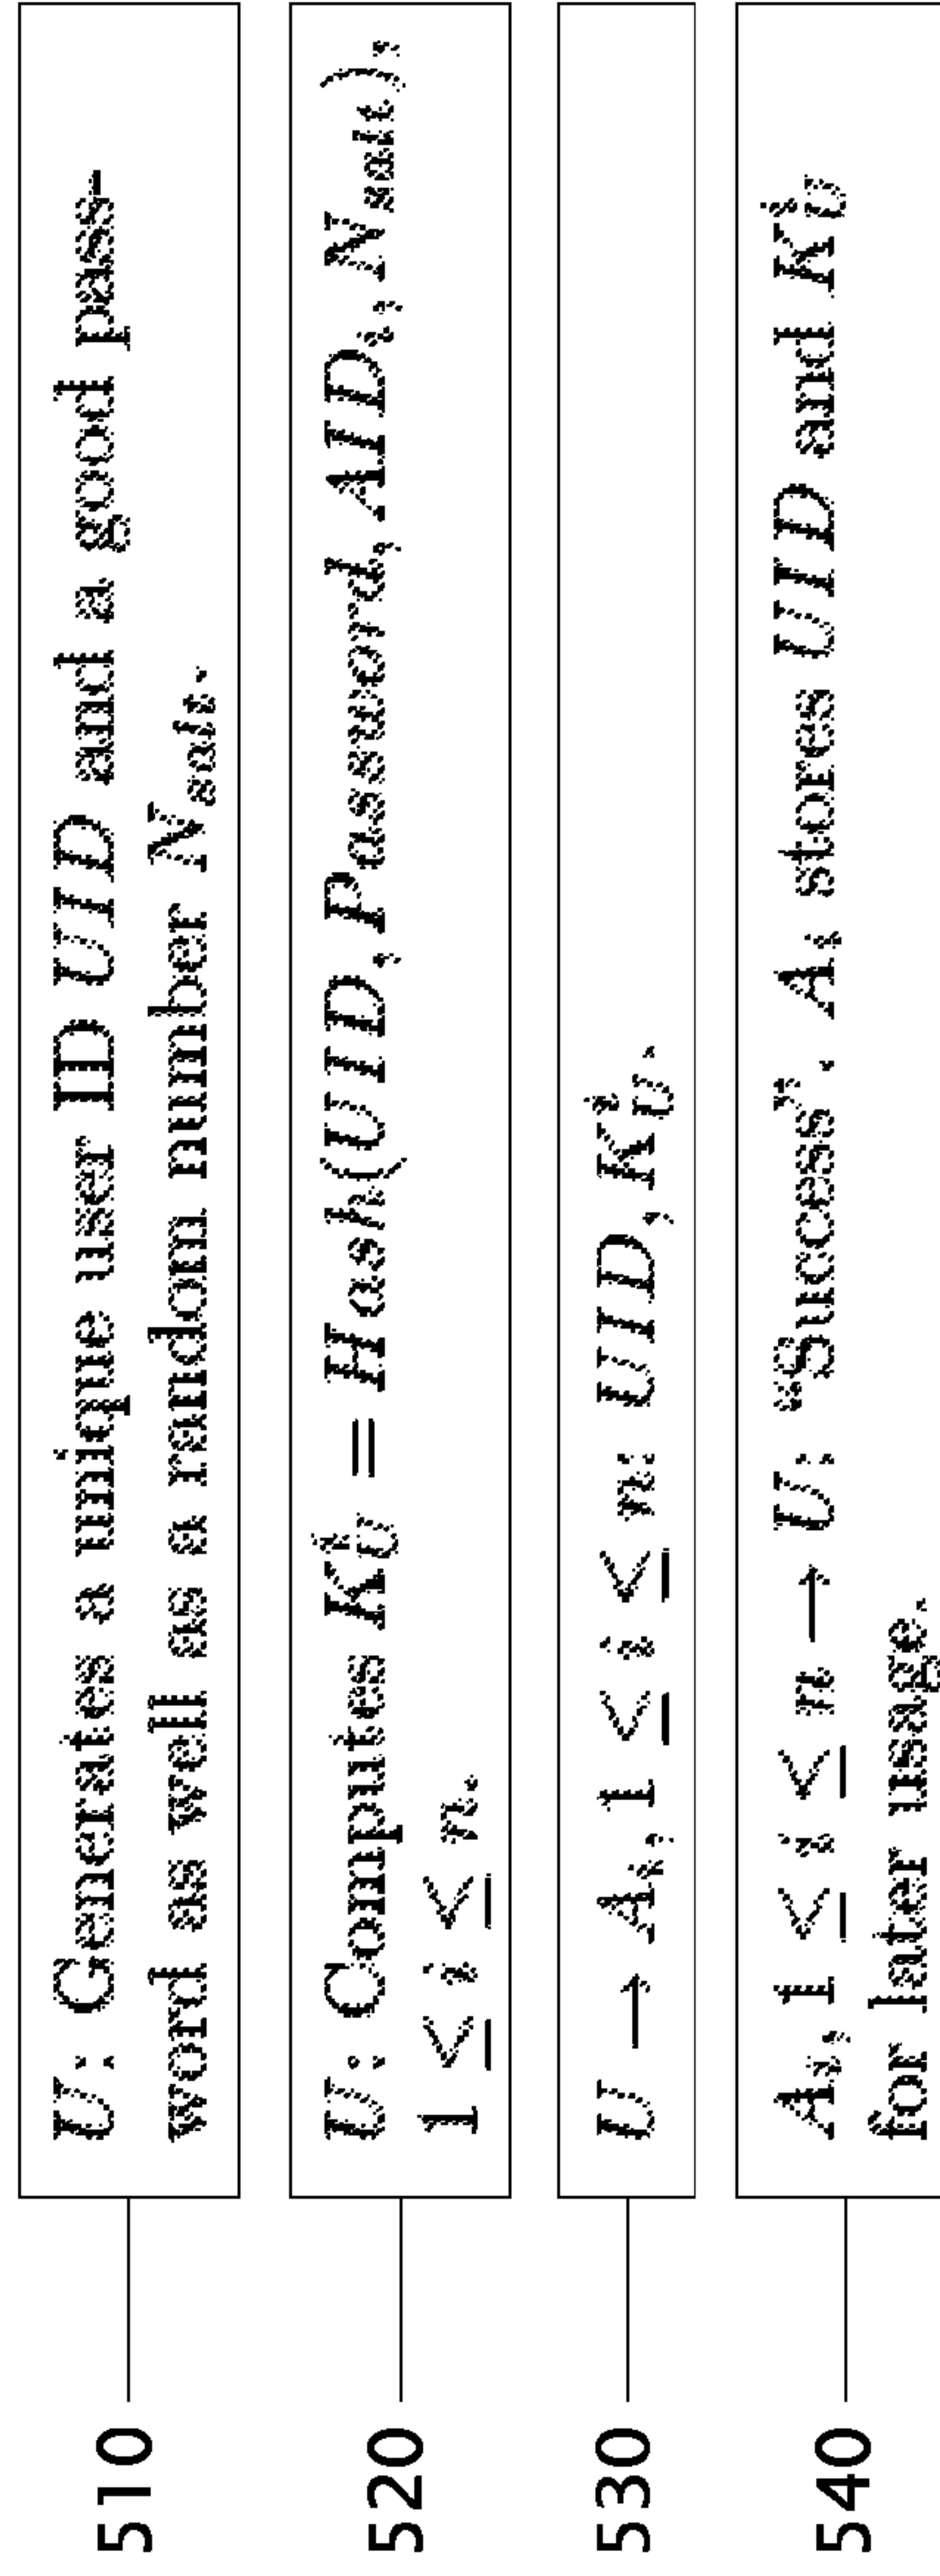 510
U: Generates a unique user ID UID and a good pass-
word as well as a random number N_salt.
520
U: Computes K_U^i = Hash(UID, Password, AID_i, N_salt),
1 ≤ i ≤ n.
530
U → A_i, 1 ≤ i ≤ n: UID, K_U^i.
540
A_i, 1 ≤ i ≤ n → U: "Success". A_i stores UID and K_U^i
for later usage.